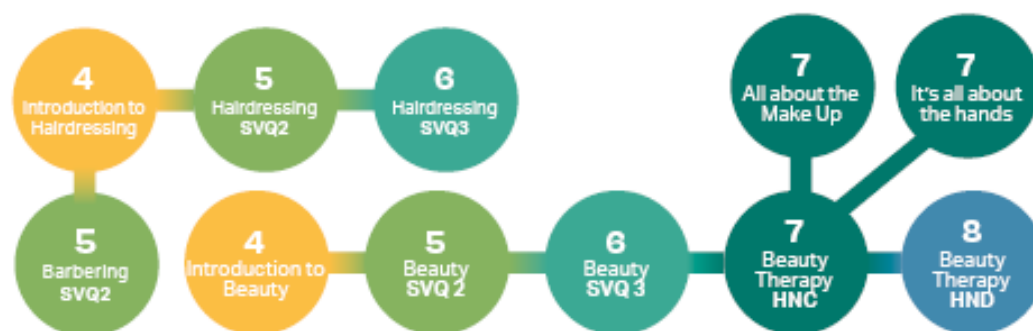 4
Introduction to
Hairdressing
5
Hairdressing
SVQ2
6
Hairdressing
SVQ3
7
All about the
Make Up
7
It's all about
the hands
5
Barbering
SVQ2
4
Introduction to
Beauty
5
Beauty
SVQ 2
6
Beauty
SVQ 3
7
Beauty
Therapy
HNC
8
Beauty
Therapy
HND